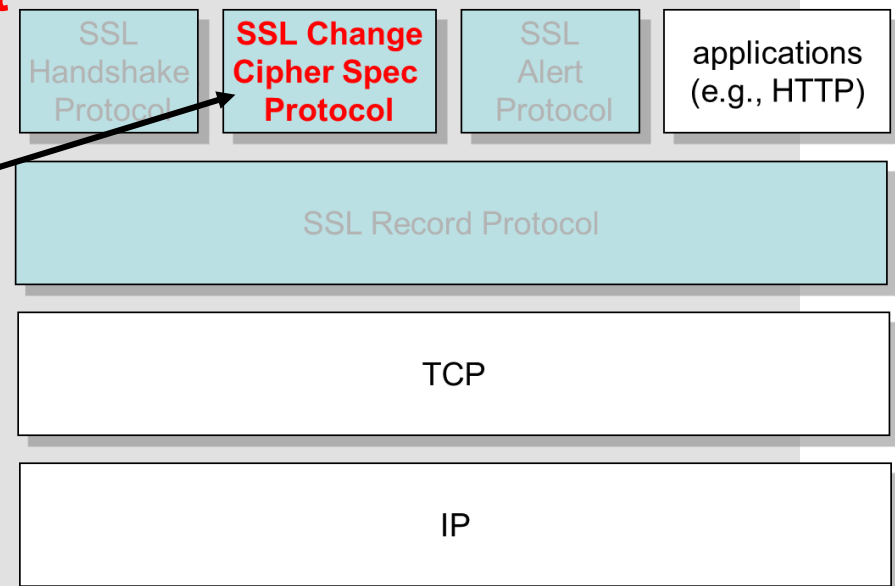 SSL
Handshake
Protocol
SSL Change
Cipher Spec
Protocol
SSL
Alert
Protocol
applications
(e.g., HTTP)
SSL Record Protocol
TCP
IP